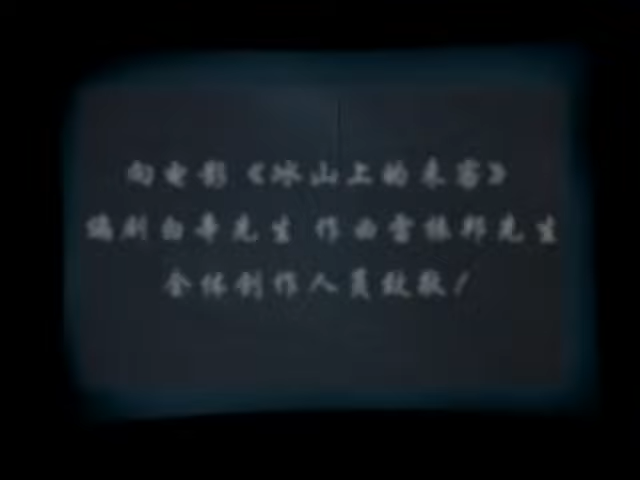 向电影《冰山上的来客》
编剧白辛先生 作曲雷振邦先生
全体创作人员致敬！